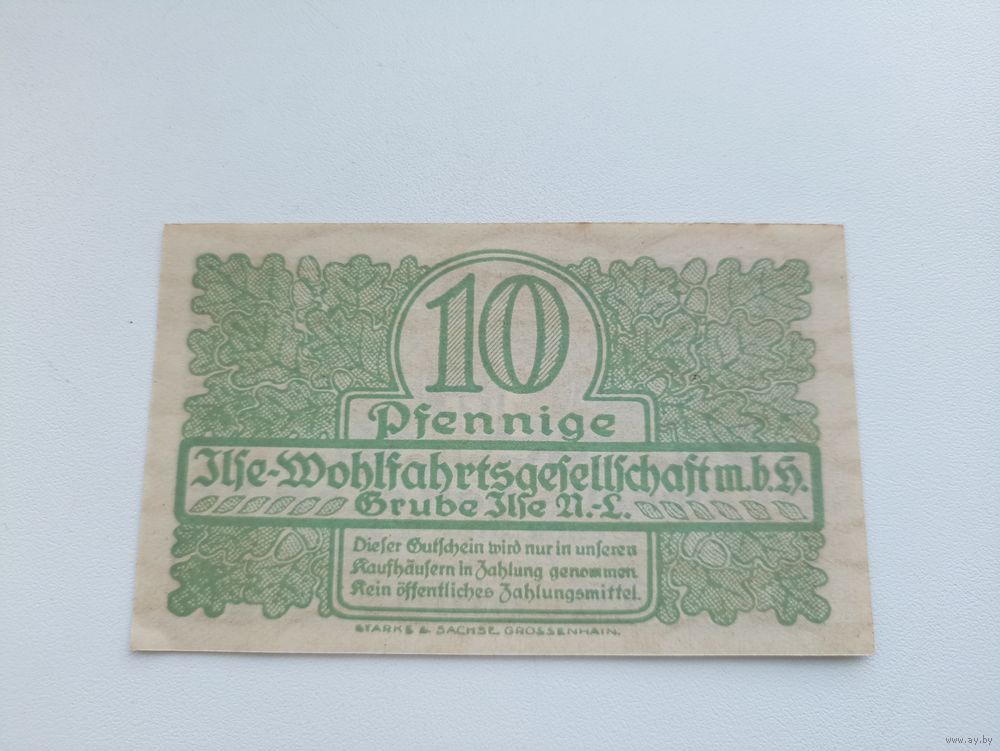 10
Pfennige
Ilse-Wohlfahrtsgesellschaft m.b.H.
Grube Ilse N.-L.
Dieser Gutschein wird nur in unseren
Kaufhäusern in Zahlung genommen
Kein öffentliches Zahlungsmittel.
STARKE & SACHSE, GROSSENHAIN.
www.ay.by